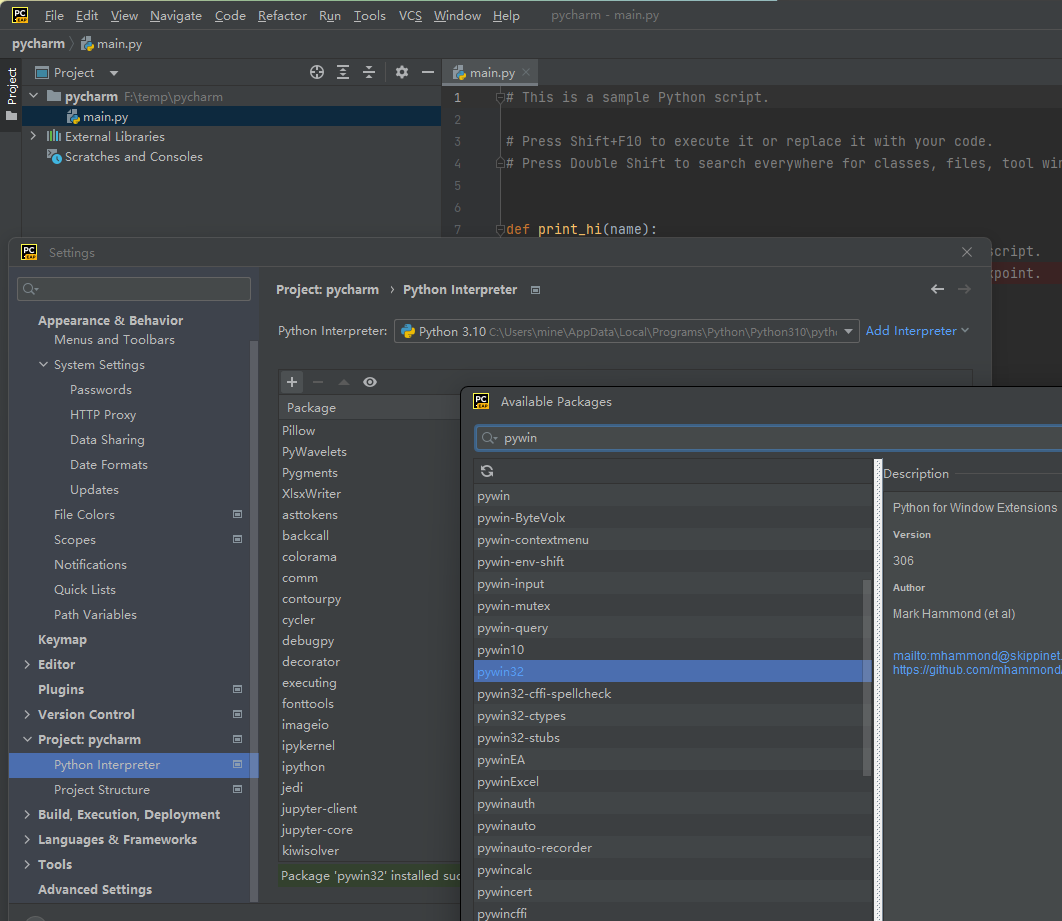 PC File Edit View Navigate Code Refactor Run Tools VCS Window Help pycharm - main.py
pycharm main.py
Project
Project main.py
pycharm F:\temp\pycharm
main.py
External Libraries
Scratches and Consoles
1 # This is a sample Python script.
2
3 # Press Shift+F10 to execute it or replace it with your code.
4 # Press Double Shift to search everywhere for classes, files, tool
5
6
7 def print_hi(name):
script.
Settings
Appearance & Behavior
Menus and Toolbars
System Settings
Passwords
HTTP Proxy
Data Sharing
Date Formats
Updates
File Colors
Scopes
Notifications
Quick Lists
Path Variables
Keymap
Editor
Plugins
Version Control
Project: pycharm
Python Interpreter
Project Structure
Build, Execution, Deployment
Languages & Frameworks
Tools
Advanced Settings
Project: pycharm › Python Interpreter
Python Interpreter: Python 3.10 C:\Users\mine\AppData\Local\Programs\Python\Python310\pyth Add Interpreter
Package
Pillow
PyWavelets
Pygments
XlsxWriter
asttokens
backcall
colorama
comm
contourpy
cycler
debugpy
decorator
executing
fonttools
imageio
ipykernel
ipython
jedi
jupyter-client
jupyter-core
kiwisolver
Package 'pywin32' installed suc
PC Available Packages
pywin
pywin
pywin-ByteVolx
pywin-contextmenu
pywin-env-shift
pywin-input
pywin-mutex
pywin-query
pywin10
pywin32
pywin32-cffi-spellcheck
pywin32-ctypes
pywin32-stubs
pywinEA
pywinExcel
pywinauth
pywinauto
pywinauto-recorder
pywincalc
pywincert
pywincffi
Description
Python for Window Extensions
Version
306
Author
Mark Hammond (et al)
mailto:mhammond@skippinet.
https://github.com/mhammond/